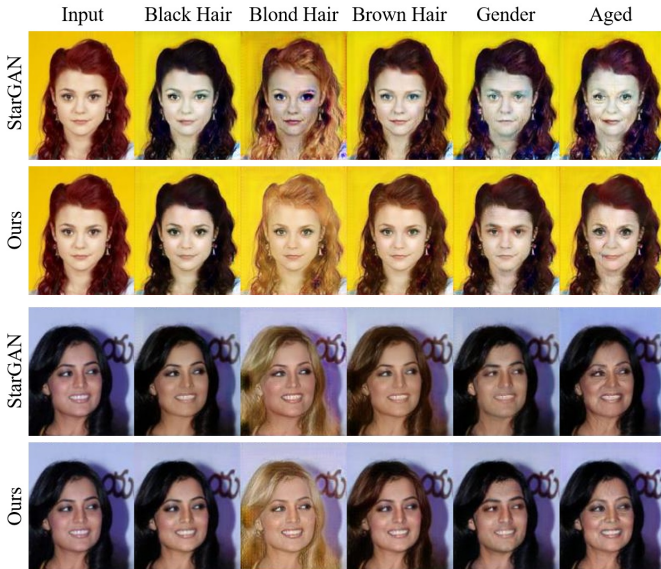 Input Black Hair Blond Hair Brown Hair Gender Aged
StarGAN
Ours
StarGAN
Ours